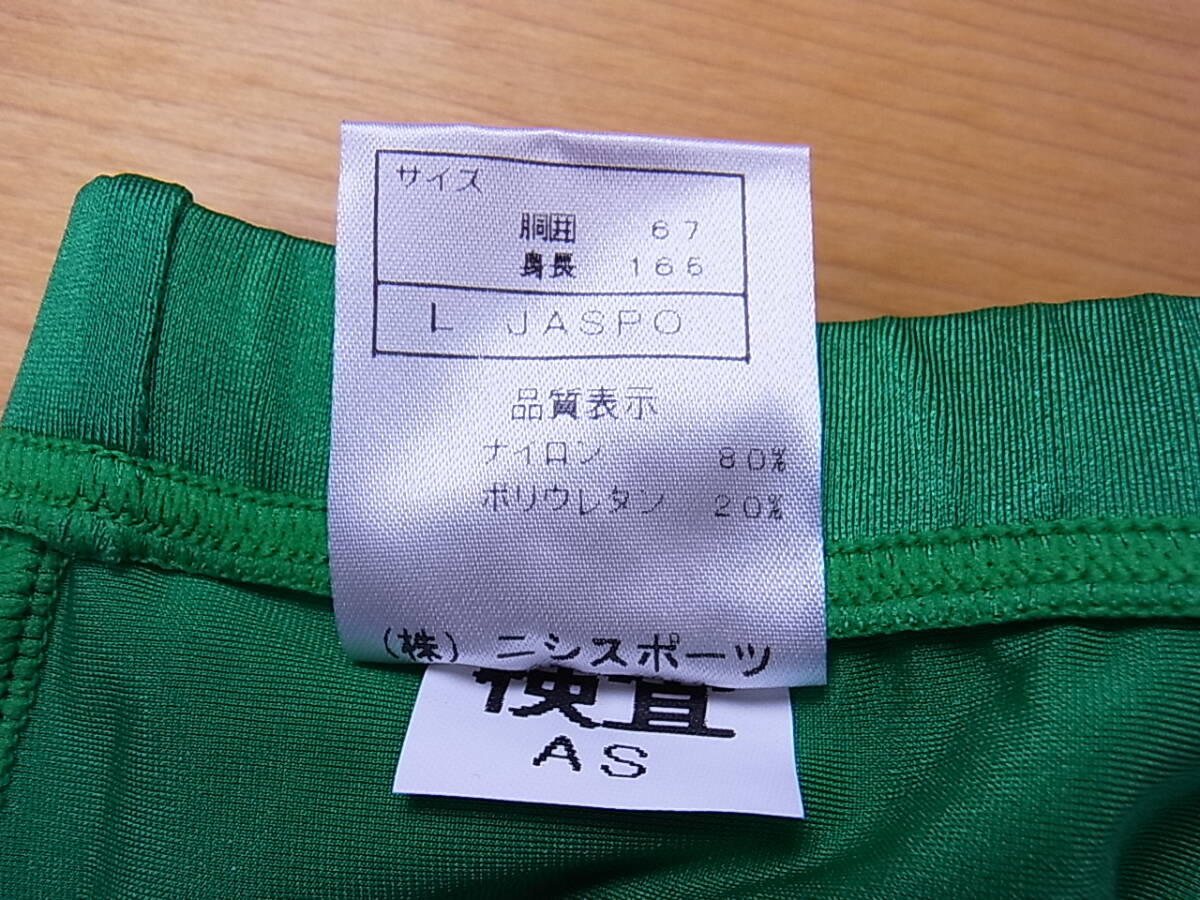 サイズ
胴囲 67
身長 166
L JASPO
品質表示
ナイロン 80%
ポリウレタン 20%
(株) ニシスポーツ
検査
AS